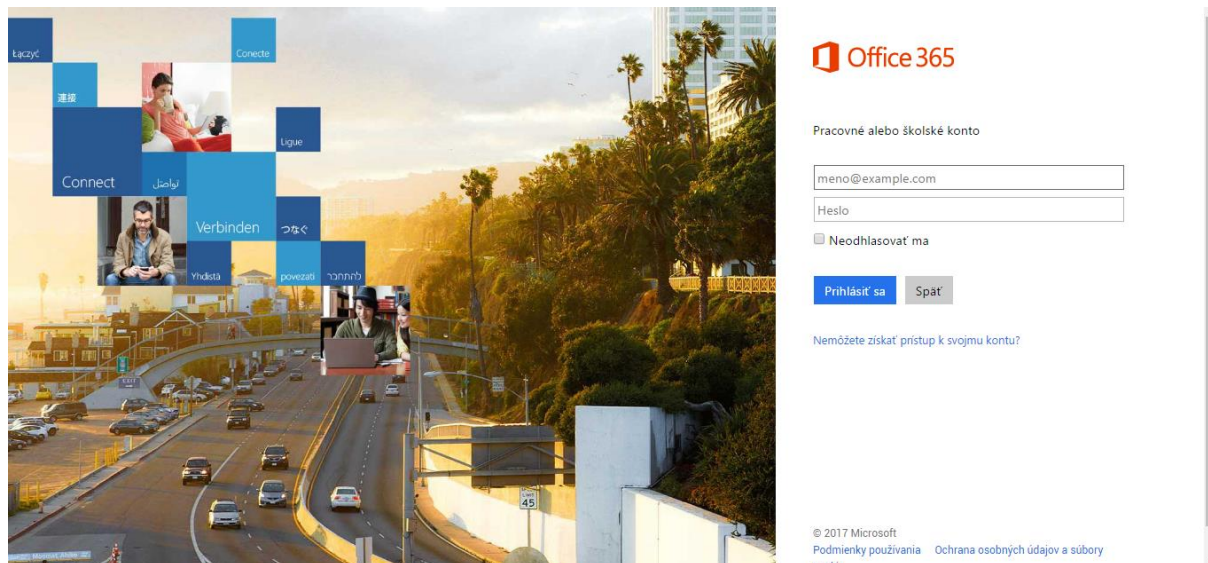 Łączyć
Conecte
連接
Ligue
Connect
تواصل
Verbinden
つなぐ
Yhdistä
povezati
להתחבר
EXIT
LIMIT
45
Office 365
Pracovné alebo školské konto
meno@example.com
Heslo
Neodhlasovať ma
Prihlásiť sa
Späť
Nemôžete získať prístup k svojmu kontu?
© 2017 Microsoft
Podmienky používania Ochrana osobných údajov a súbory